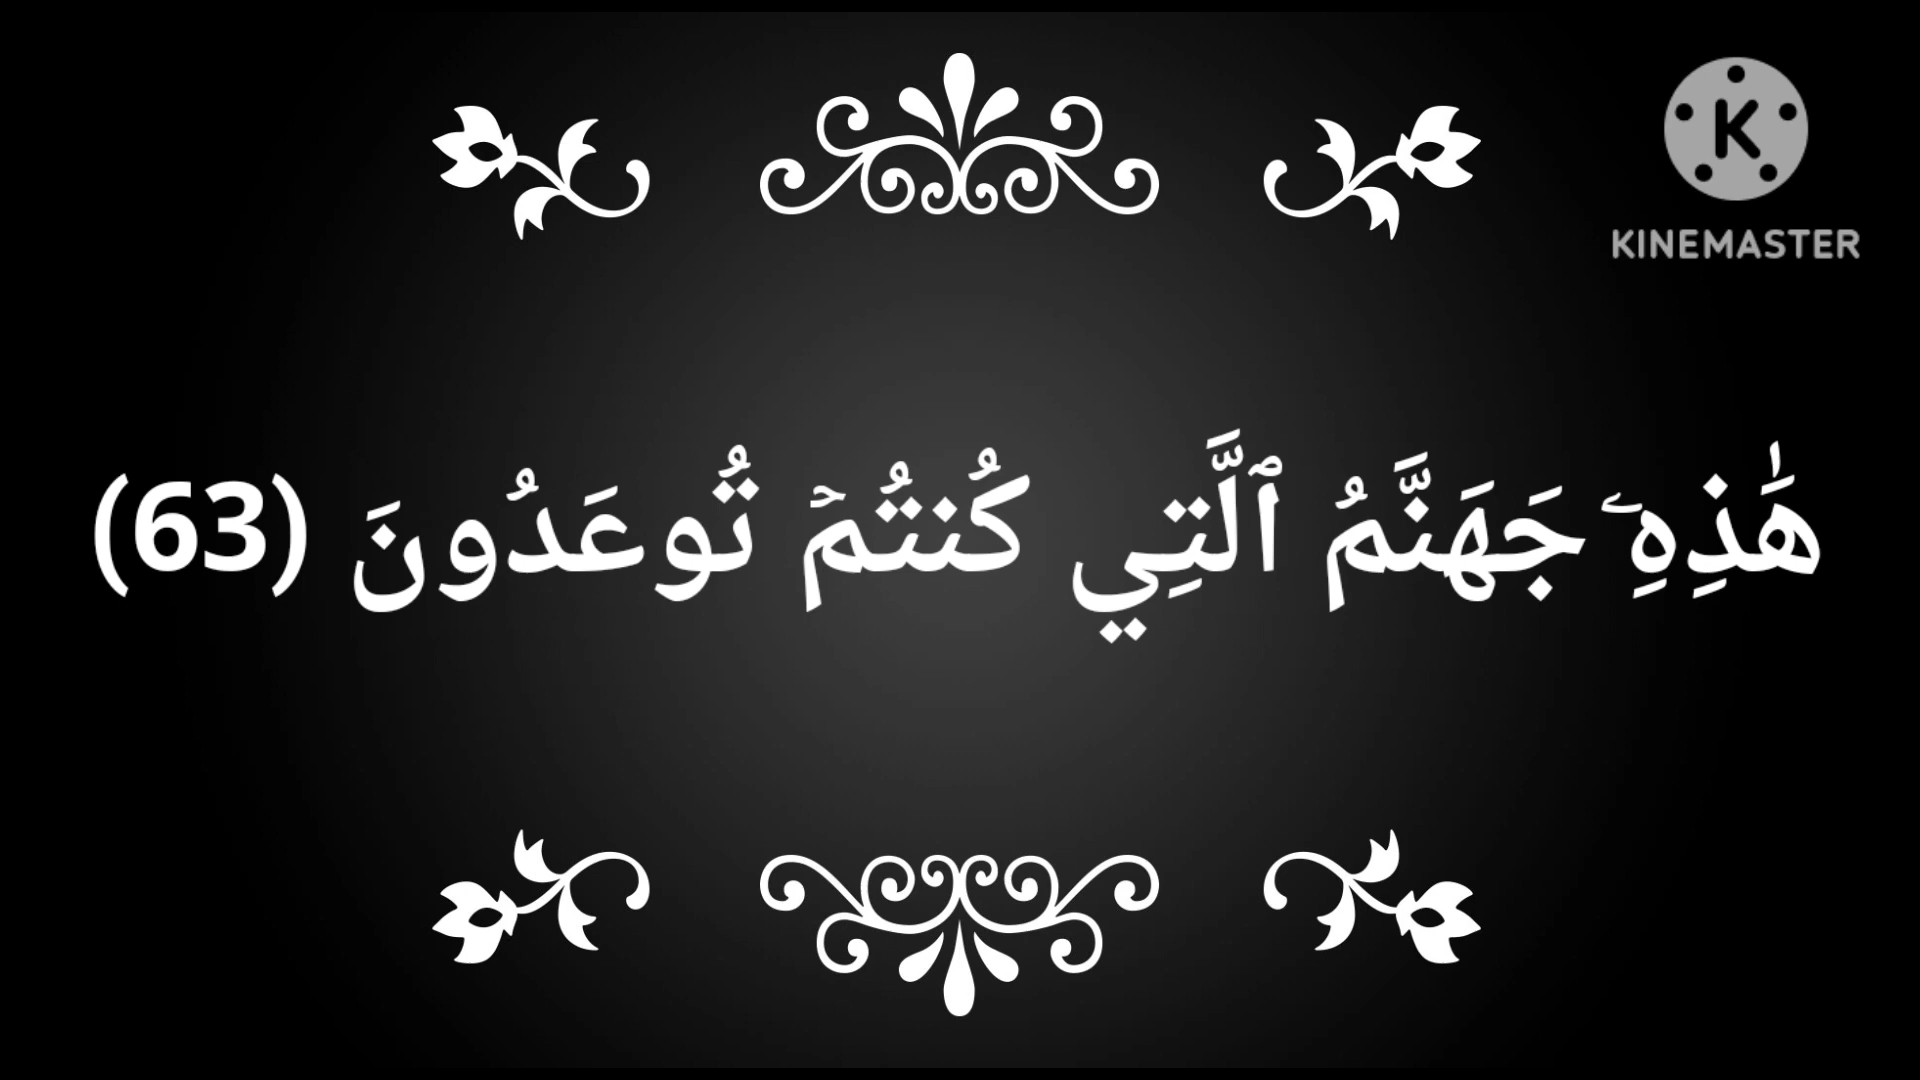 K
KINEMASTER
هَٰذِهِۦ جَهَنَّمُ ٱلَّتِي كُنتُمۡ تُوعَدُونَ (63)